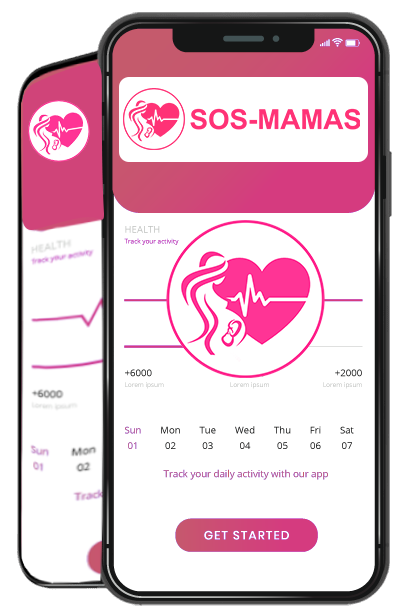 SOS-MAMAS
HEALTH
Track your activity
+6000
+2000
Lorem ipsum
Lorem ipsum
Lorem ipsum
Sun Mon Tue Wed Thu Fri Sat
01 02 03 04 05 06 07
Track your daily activity with our app
GET STARTED
HEALTH
Track your activity
+6000
Lorem ipsum
Sun Mon
01 02
Track